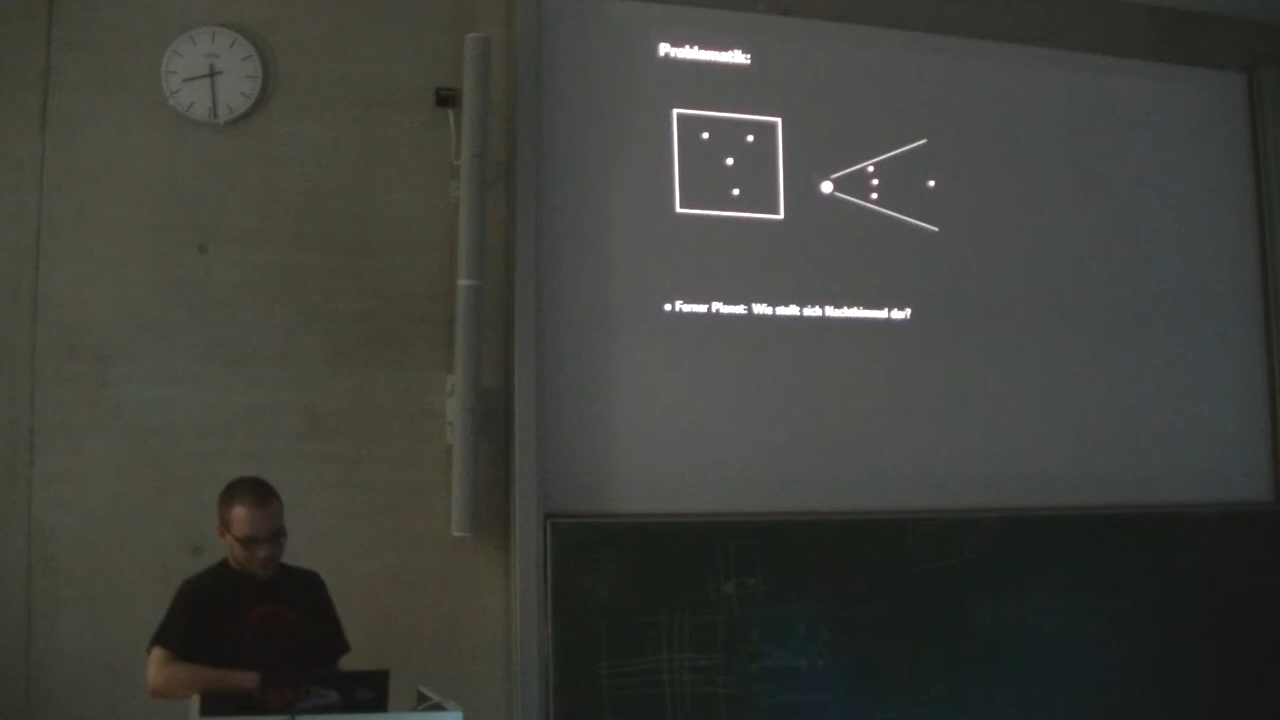 Problematik:
• Ferner Planet: Wie stellt sich Nachthimmel dar?